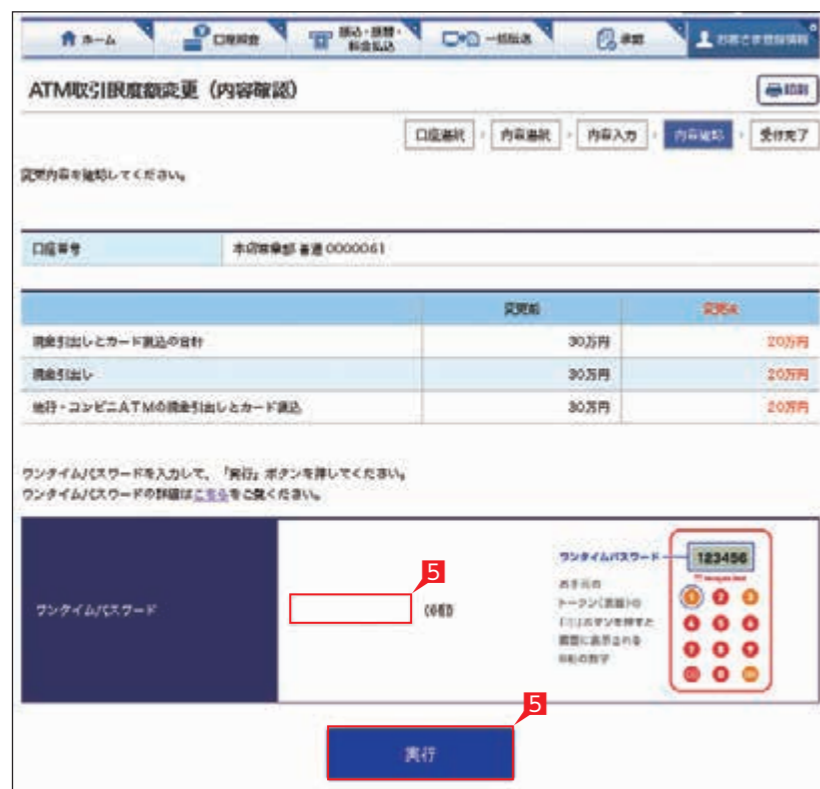 ホーム
口座照会
振込・振替・
料金払込
一括伝送
承認
お客さま登録情報
ATM取引限度額変更（内容確認）
印刷
口座選択
内容選択
内容入力
内容確認
受付完了
変更内容を確認してください。
口座番号 本店営業部 普通 0000061
変更前 変更後
現金引出しとカード振込の合計 30万円 20万円
現金引出し 30万円 20万円
他行・コンビニATMの現金引出しとカード振込 30万円 20万円
ワンタイムパスワードを入力して、「実行」ボタンを押してください。
ワンタイムパスワードの詳細はこちらをご覧ください。
ワンタイムパスワード
5
(6桁)
ワンタイムパスワード
123456
お手元の
トークン(表面)の
ボタンを押すと
画面に表示される
6桁の数字
1 2 3
4 5 6
7 8 9
0
5
実行